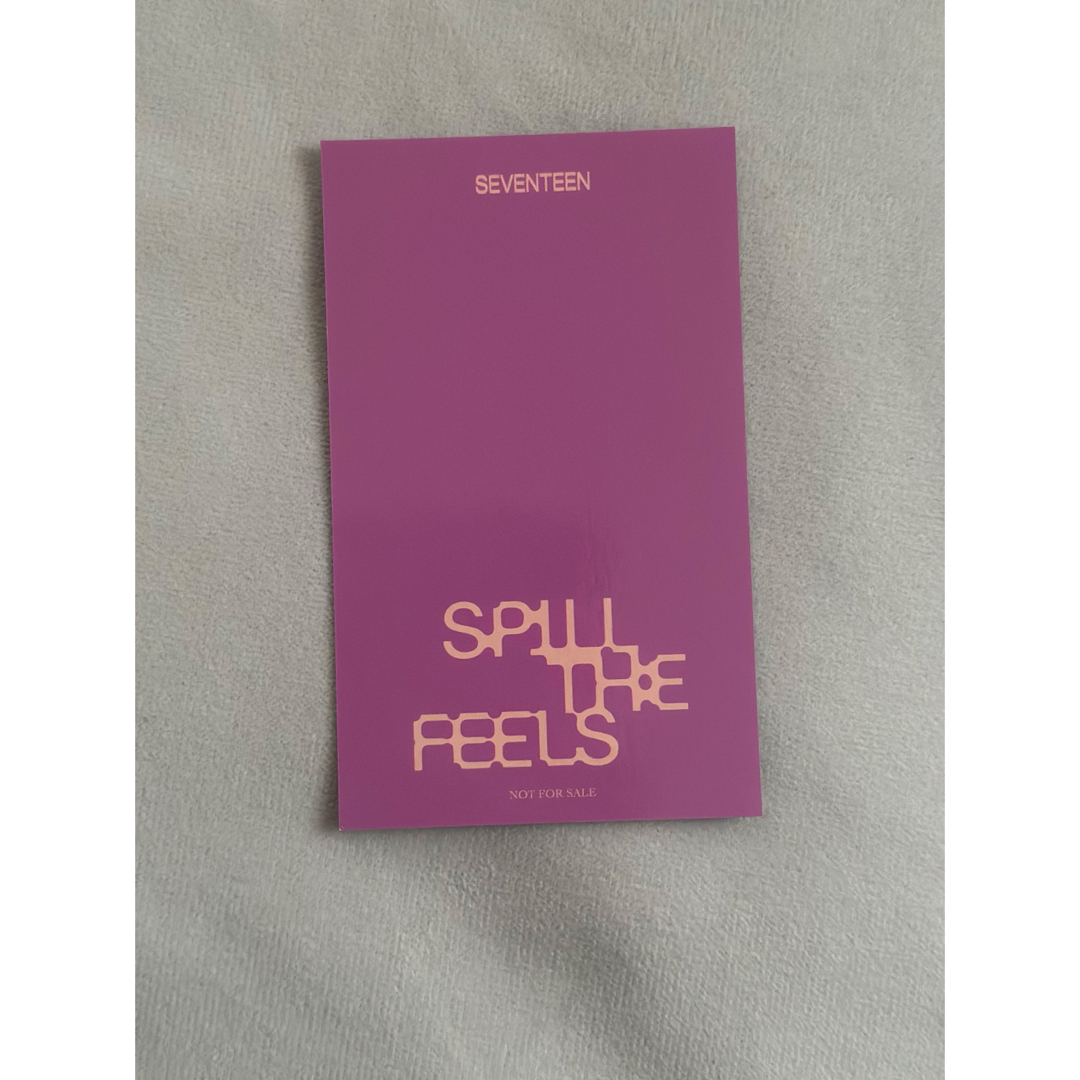 SEVENTEEN
SPILL
THE
FEELS
NOT FOR SALE